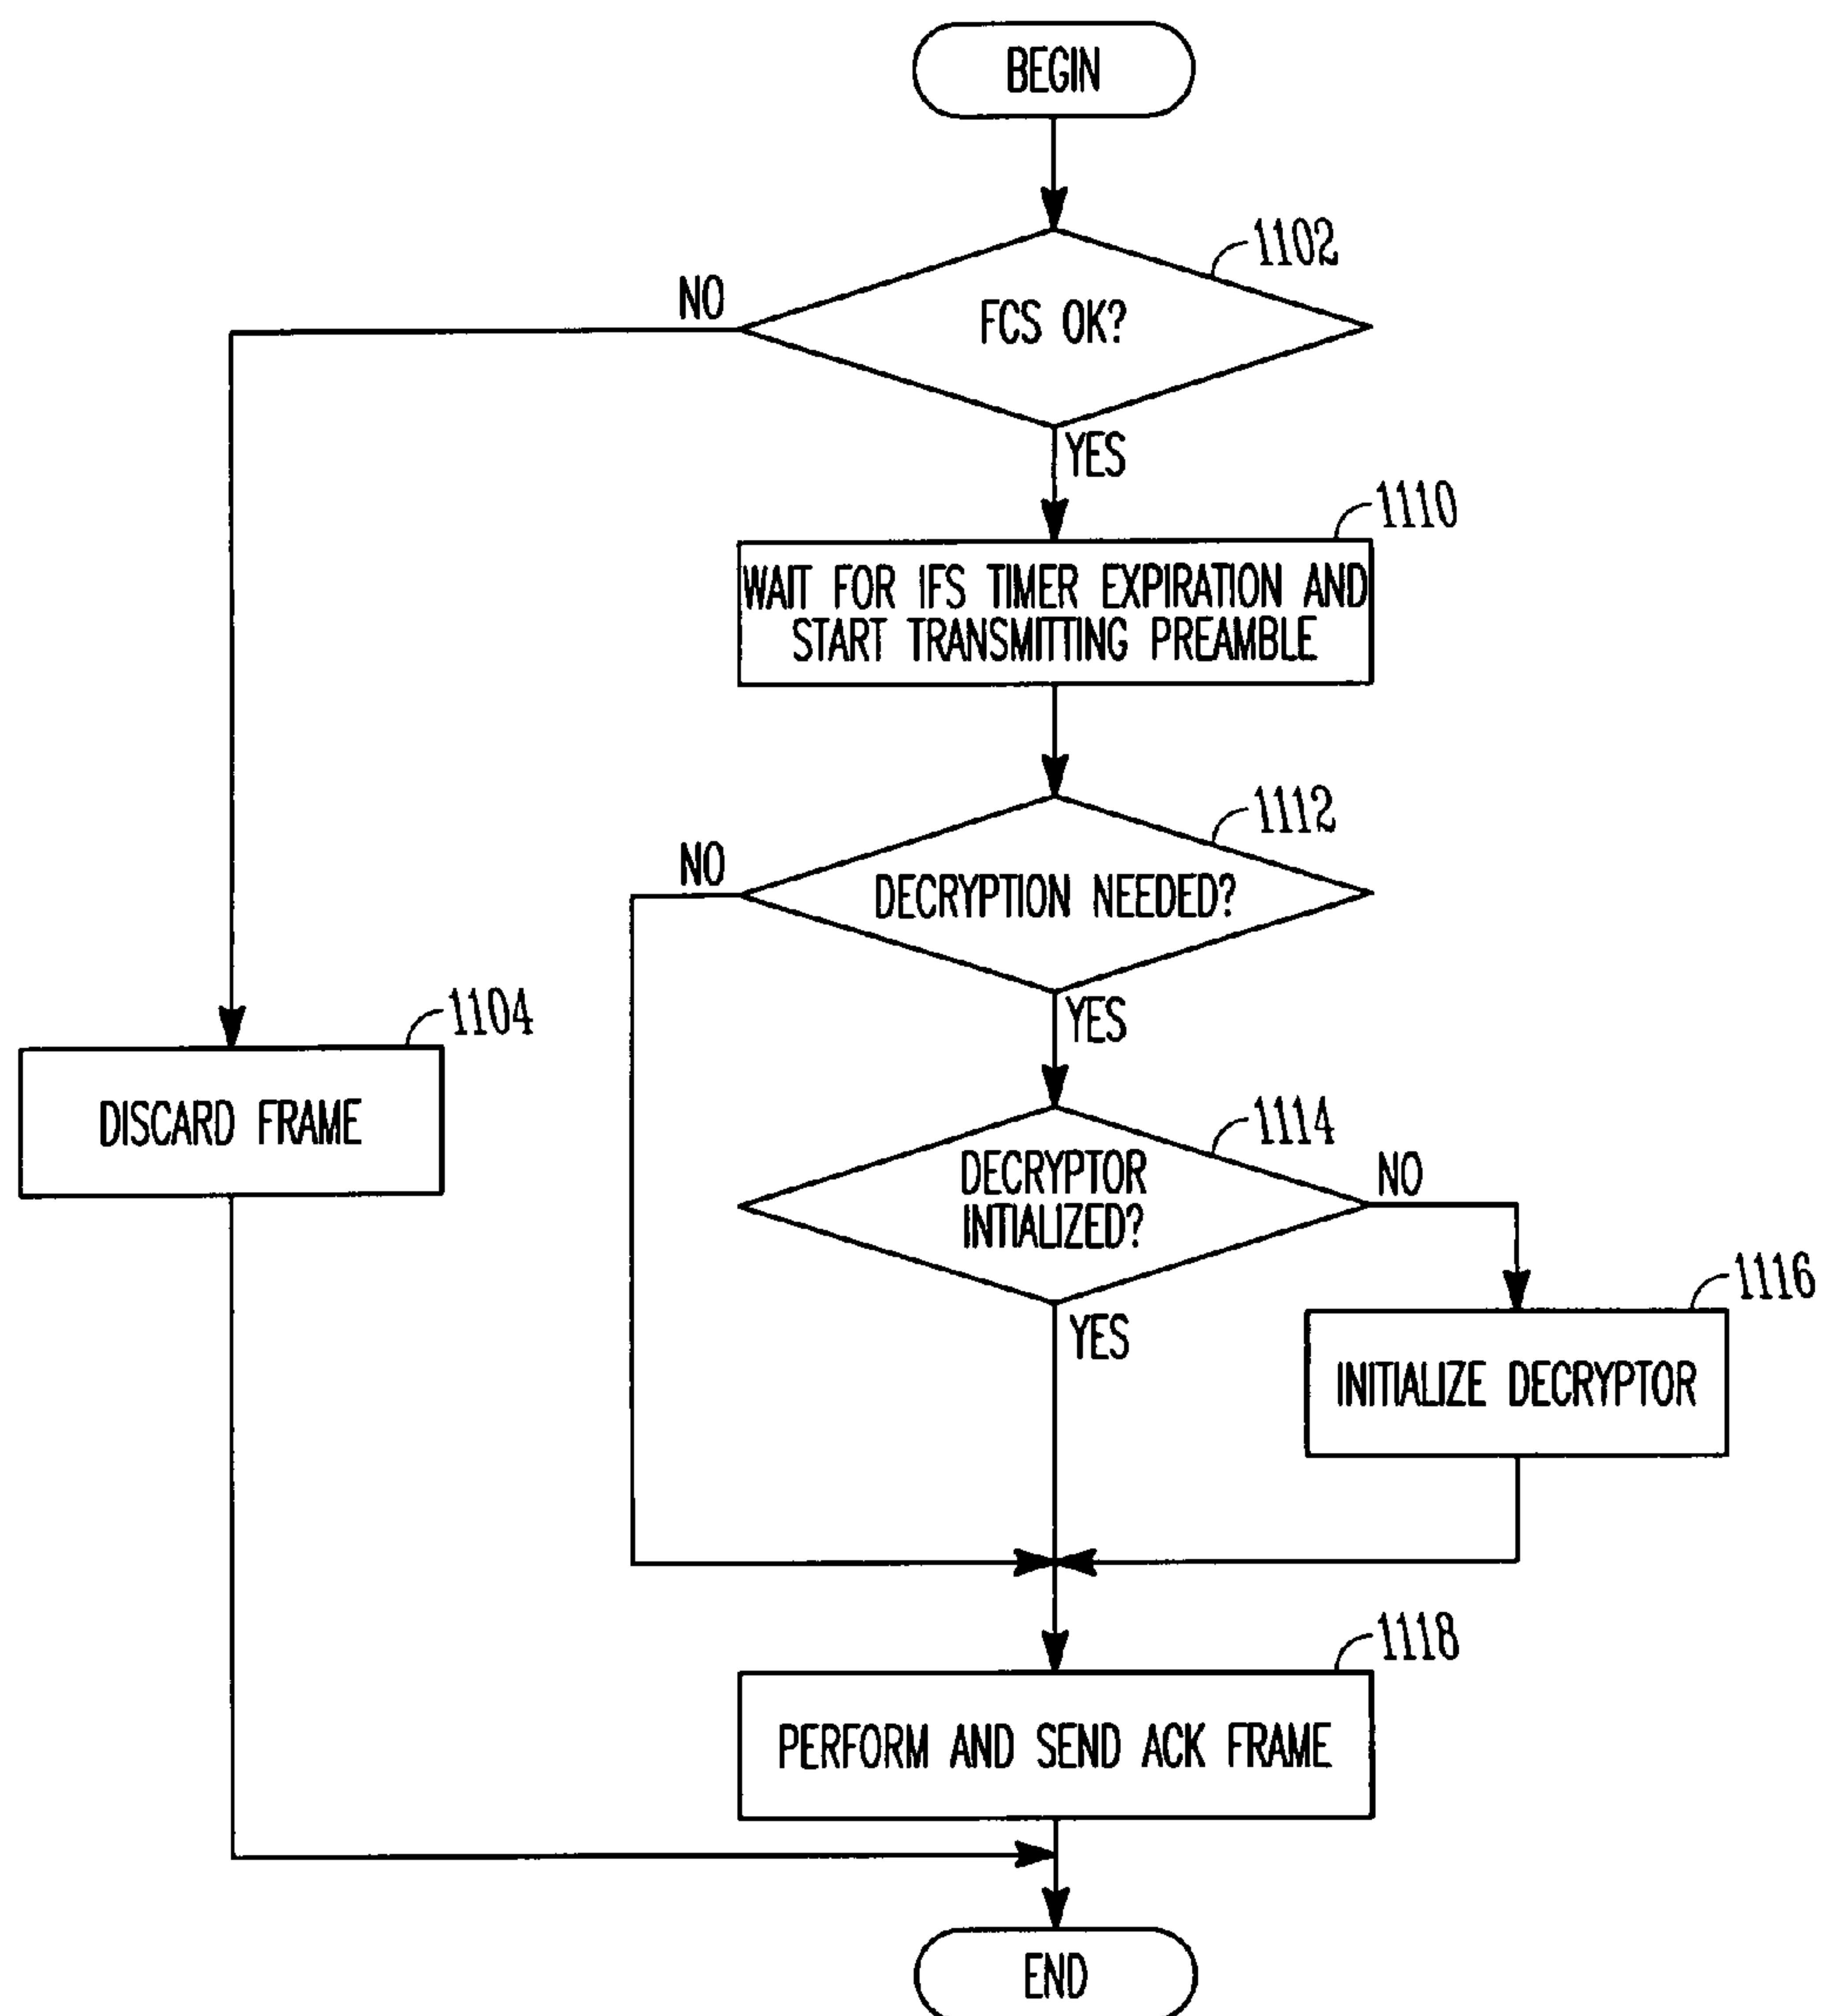 BEGIN
1102
FCS OK?
NO
YES
1110
WAIT FOR IFS TIMER EXPIRATION AND
START TRANSMITTING PREAMBLE
1112
NO
DECRYPTION NEEDED?
YES
1104
DISCARD FRAME
1114
DECRYPTOR
INTIALIZED?
NO
YES
1116
INITIALIZE DECRYPTOR
1118
PERFORM AND SEND ACK FRAME
END